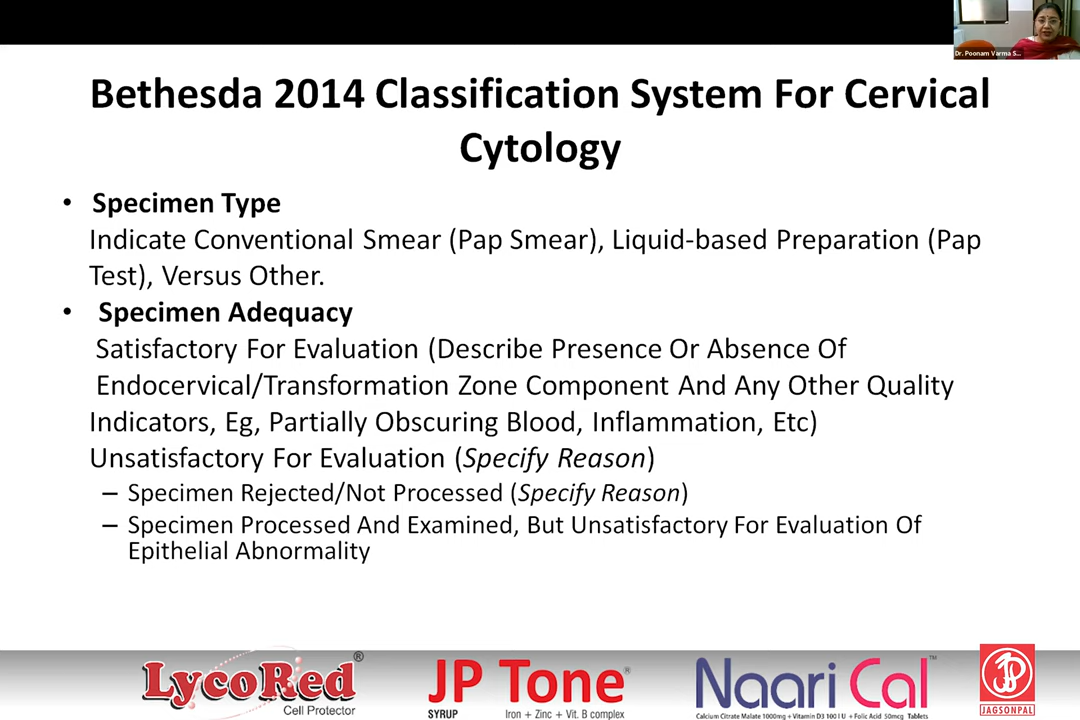 Dr. Poonam Varma S...
Bethesda 2014 Classification System For Cervical
Cytology
• Specimen Type
Indicate Conventional Smear (Pap Smear), Liquid-based Preparation (Pap
Test), Versus Other.
• Specimen Adequacy
Satisfactory For Evaluation (Describe Presence Or Absence Of
Endocervical/Transformation Zone Component And Any Other Quality
Indicators, Eg, Partially Obscuring Blood, Inflammation, Etc)
Unsatisfactory For Evaluation (Specify Reason)
– Specimen Rejected/Not Processed (Specify Reason)
– Specimen Processed And Examined, But Unsatisfactory For Evaluation Of
Epithelial Abnormality
LycoRed®
Cell Protector
JP Tone®
SYRUP Iron + Zinc + Vit. B complex
Naari Cal™
Calcium Citrate Malate 1000mg + Vitamin D3 100 I U + Folic Acid 50mcg Tablets
JP
JAGSONPAL